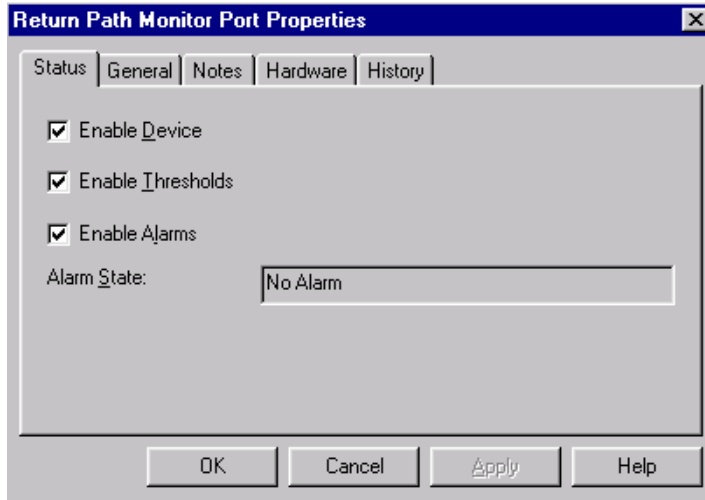 Return Path Monitor Port Properties
Status General Notes Hardware History
Enable Device
Enable Thresholds
Enable Alarms
Alarm State: No Alarm
OK Cancel Apply Help